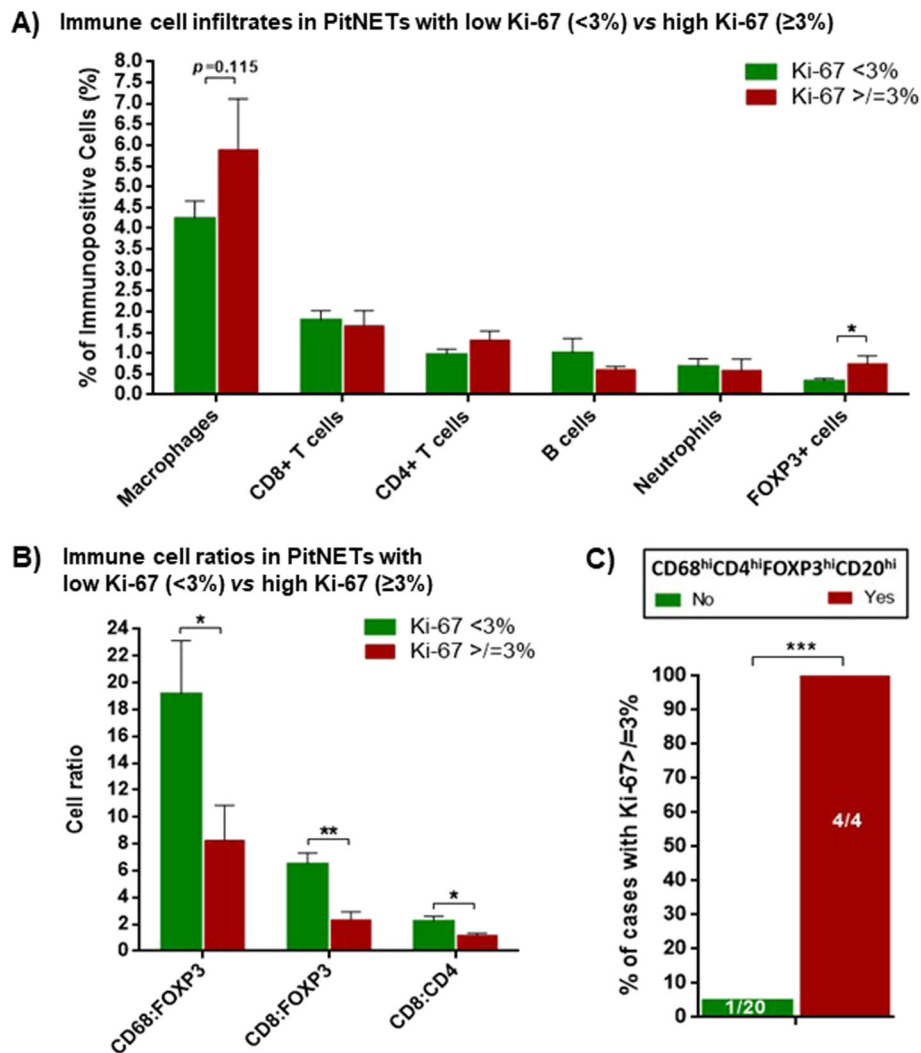 A) Immune cell infiltrates in PitNETs with low Ki-67 (<3%) vs high Ki-67 (≥3%)
% of Immunopositive Cells (%)
8.0
7.5
7.0
6.5
6.0
5.5
5.0
4.5
4.0
3.5
3.0
2.5
2.0
1.5
1.0
0.5
0.0
p=0.115
*
Ki-67 <3%
Ki-67 >/=3%
Macrophages
CD8+ T cells
CD4+ T cells
B cells
Neutrophils
FOXP3+ cells
B) Immune cell ratios in PitNETs with
low Ki-67 (<3%) vs high Ki-67 (≥3%)
Ki-67 <3%
Ki-67 >/=3%
Cell ratio
24
22
20
18
16
14
12
10
8
6
4
2
0
*
**
*
CD68:FOXP3
CD8:FOXP3
CD8:CD4
C)
CD68hiCD4hiFOXP3hiCD20hi
No Yes
% of cases with Ki-67>/=3%
100
90
80
70
60
50
40
30
20
10
0
***
4/4
1/20